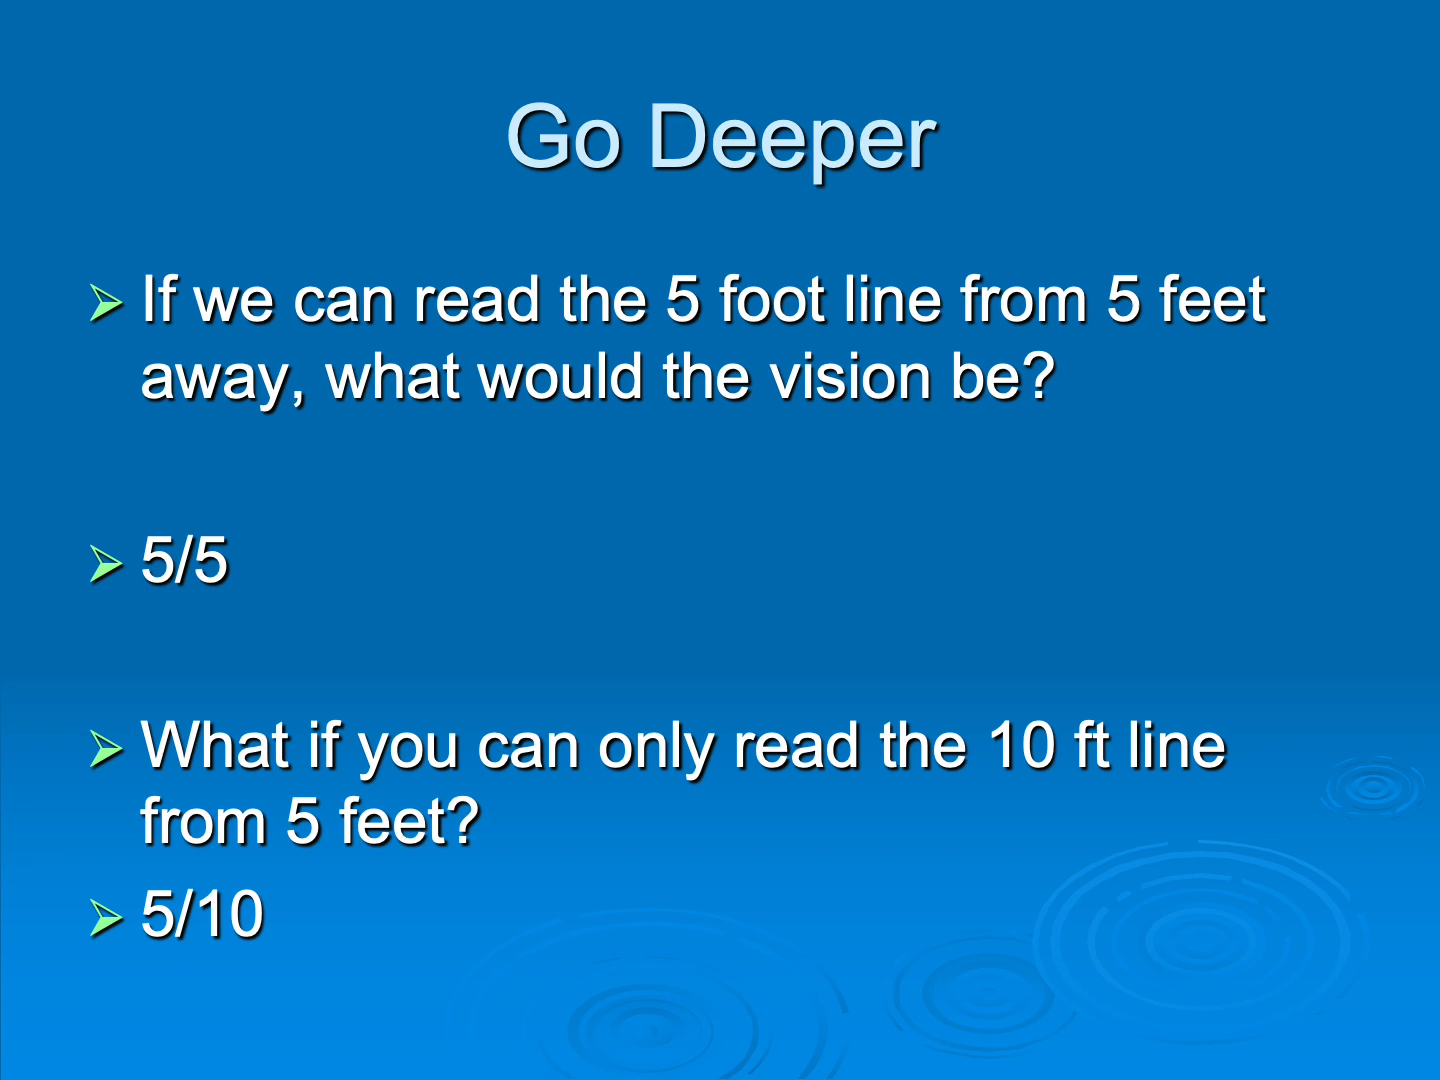 Go Deeper
If we can read the 5 foot line from 5 feet
away, what would the vision be?
5/5
What if you can only read the 10 ft line
from 5 feet?
5/10